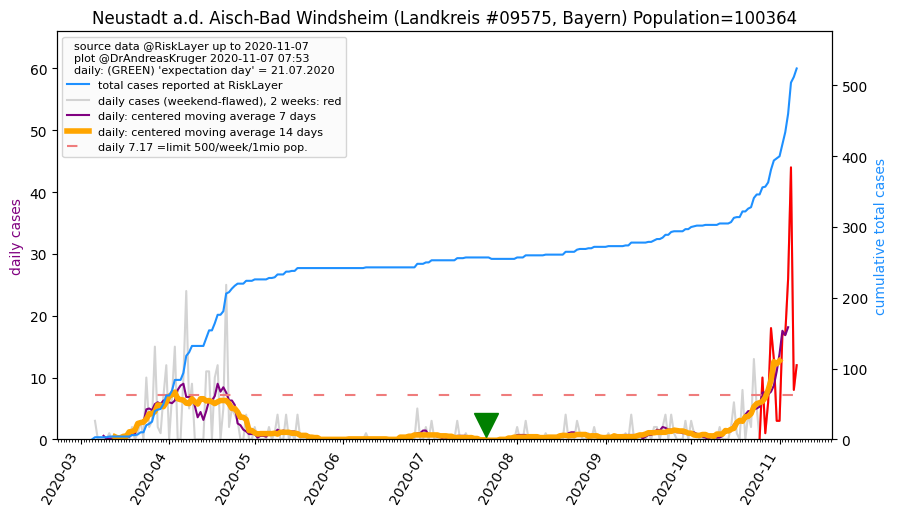 Neustadt a.d. Aisch-Bad Windsheim (Landkreis #09575, Bayern) Population=100364
source data @RiskLayer up to 2020-11-07
plot @DrAndreasKruger 2020-11-07 07:53
daily: (GREEN) 'expectation day' = 21.07.2020
total cases reported at RiskLayer
daily cases (weekend-flawed), 2 weeks: red
daily: centered moving average 7 days
daily: centered moving average 14 days
daily 7.17 =limit 500/week/1mio pop.
daily cases
60
50
40
30
20
10
0
cumulative total cases
500
400
300
200
100
0
2020-03
2020-04
2020-05
2020-06
2020-07
2020-08
2020-09
2020-10
2020-11